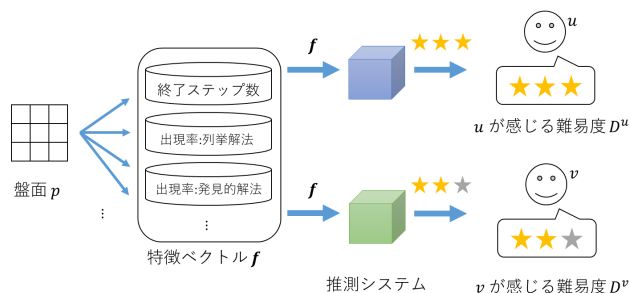 盤面 p
⋮
終了ステップ数
出現率:列挙解法
出現率:発見的解法
⋮
特徴ベクトル f
f
f
推測システム
u
u が感じる難易度 Dᵘ
v
v が感じる難易度 Dᵛ